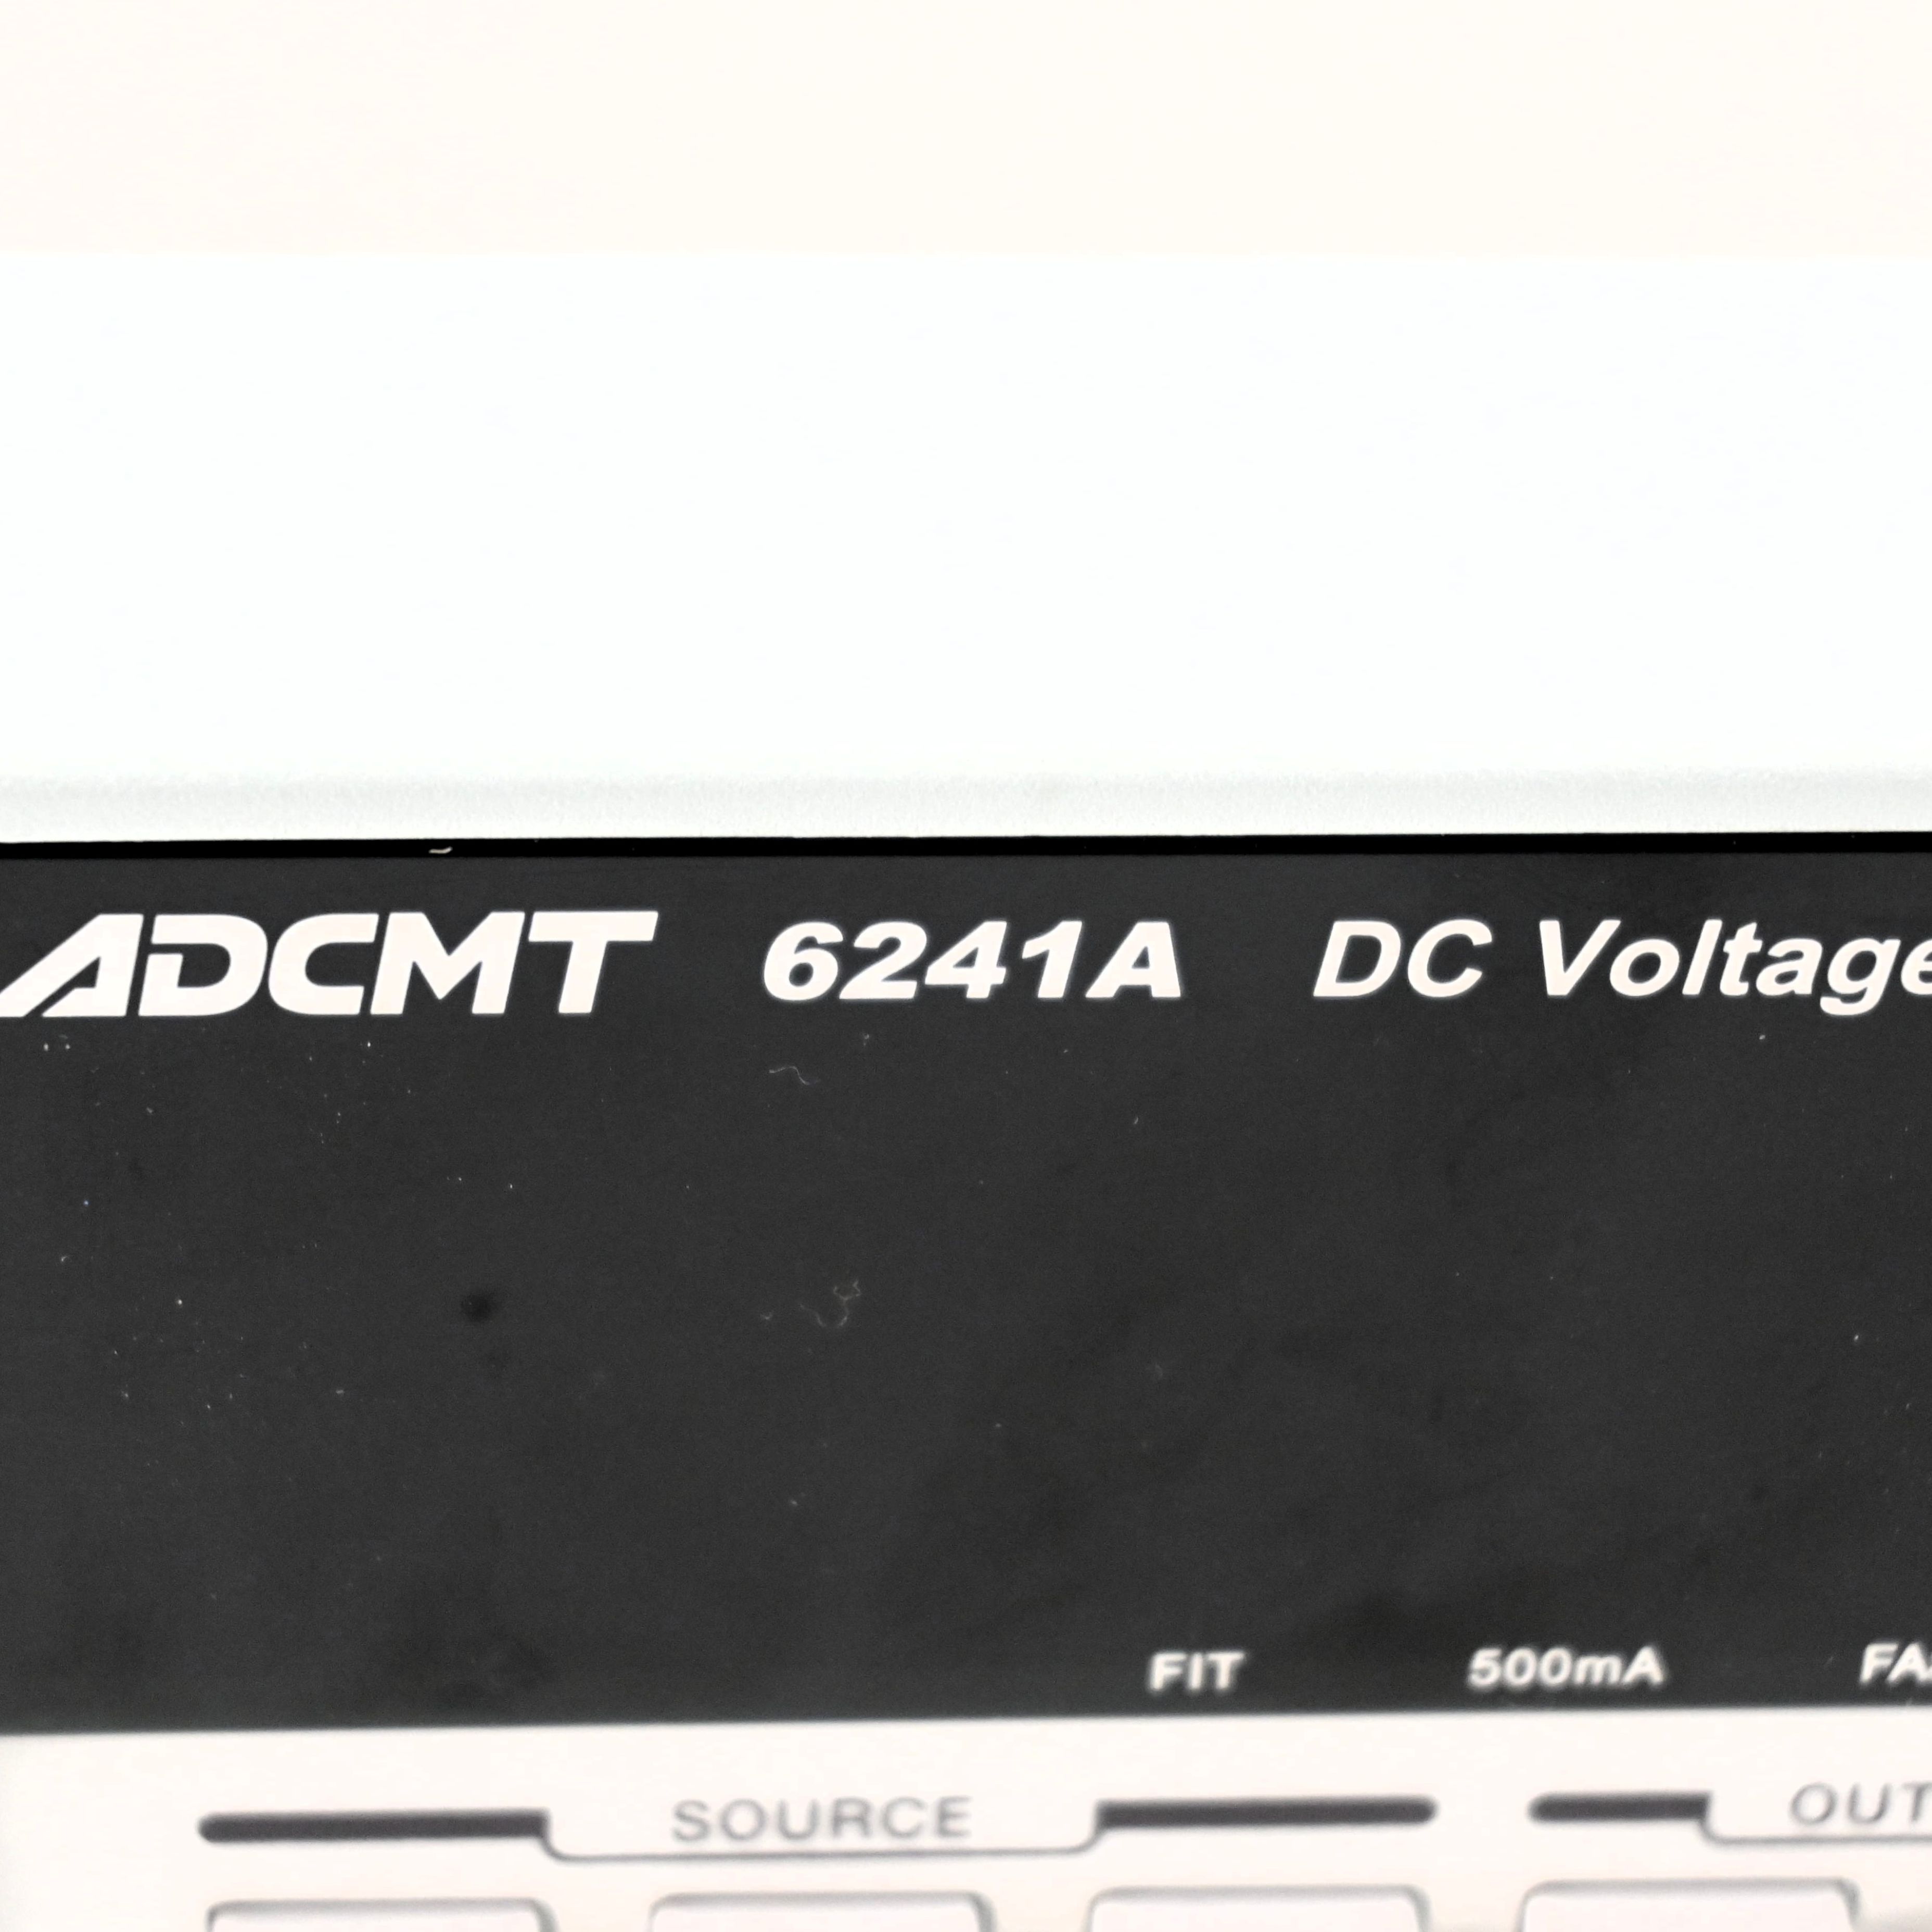 ADCMT 6241A DC Voltage
FIT 500mA
SOURCE